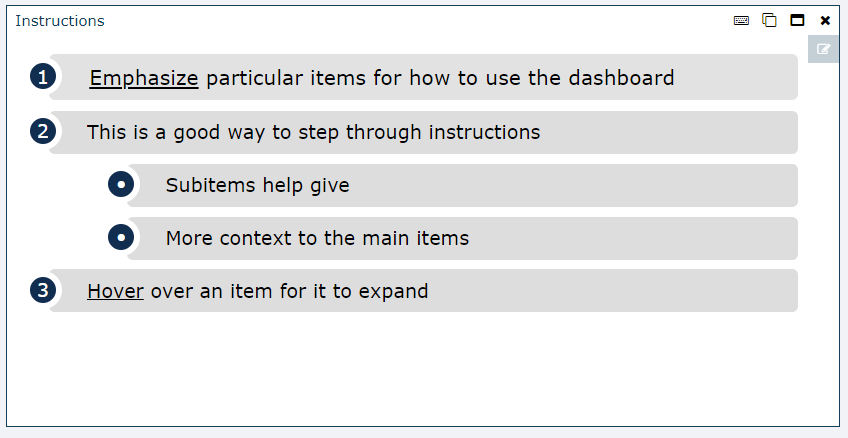 Instructions
1 Emphasize particular items for how to use the dashboard
2 This is a good way to step through instructions
• Subitems help give
• More context to the main items
3 Hover over an item for it to expand